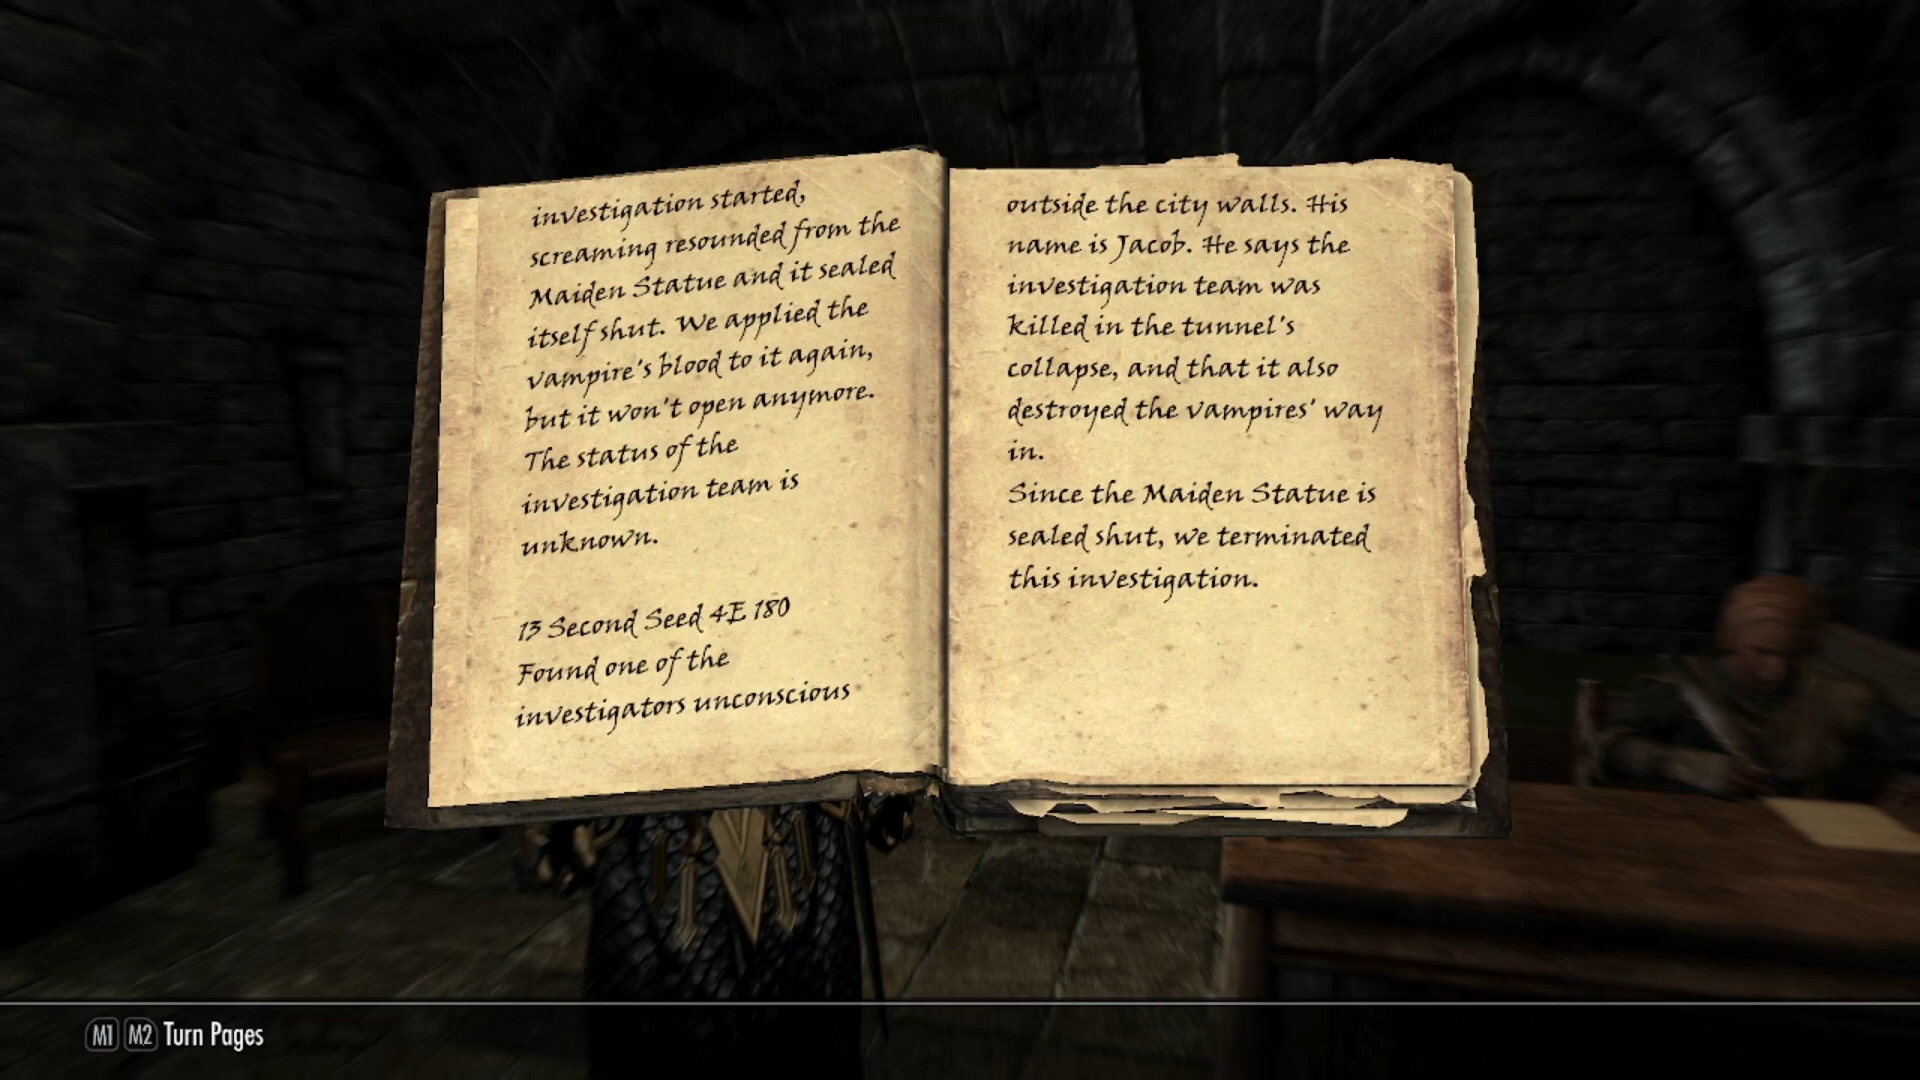 investigation started,
screaming resounded from the
Maiden Statue and it sealed
itself shut. We applied the
vampire's blood to it again,
but it won't open anymore.
The status of the
investigation team is
unknown.
13 Second Seed 4E 180
Found one of the
investigators unconscious
outside the city walls. His
name is Jacob. He says the
investigation team was
killed in the tunnel's
collapse, and that it also
destroyed the vampires' way
in.
Since the Maiden Statue is
sealed shut, we terminated
this investigation.
M1 M2 Turn Pages